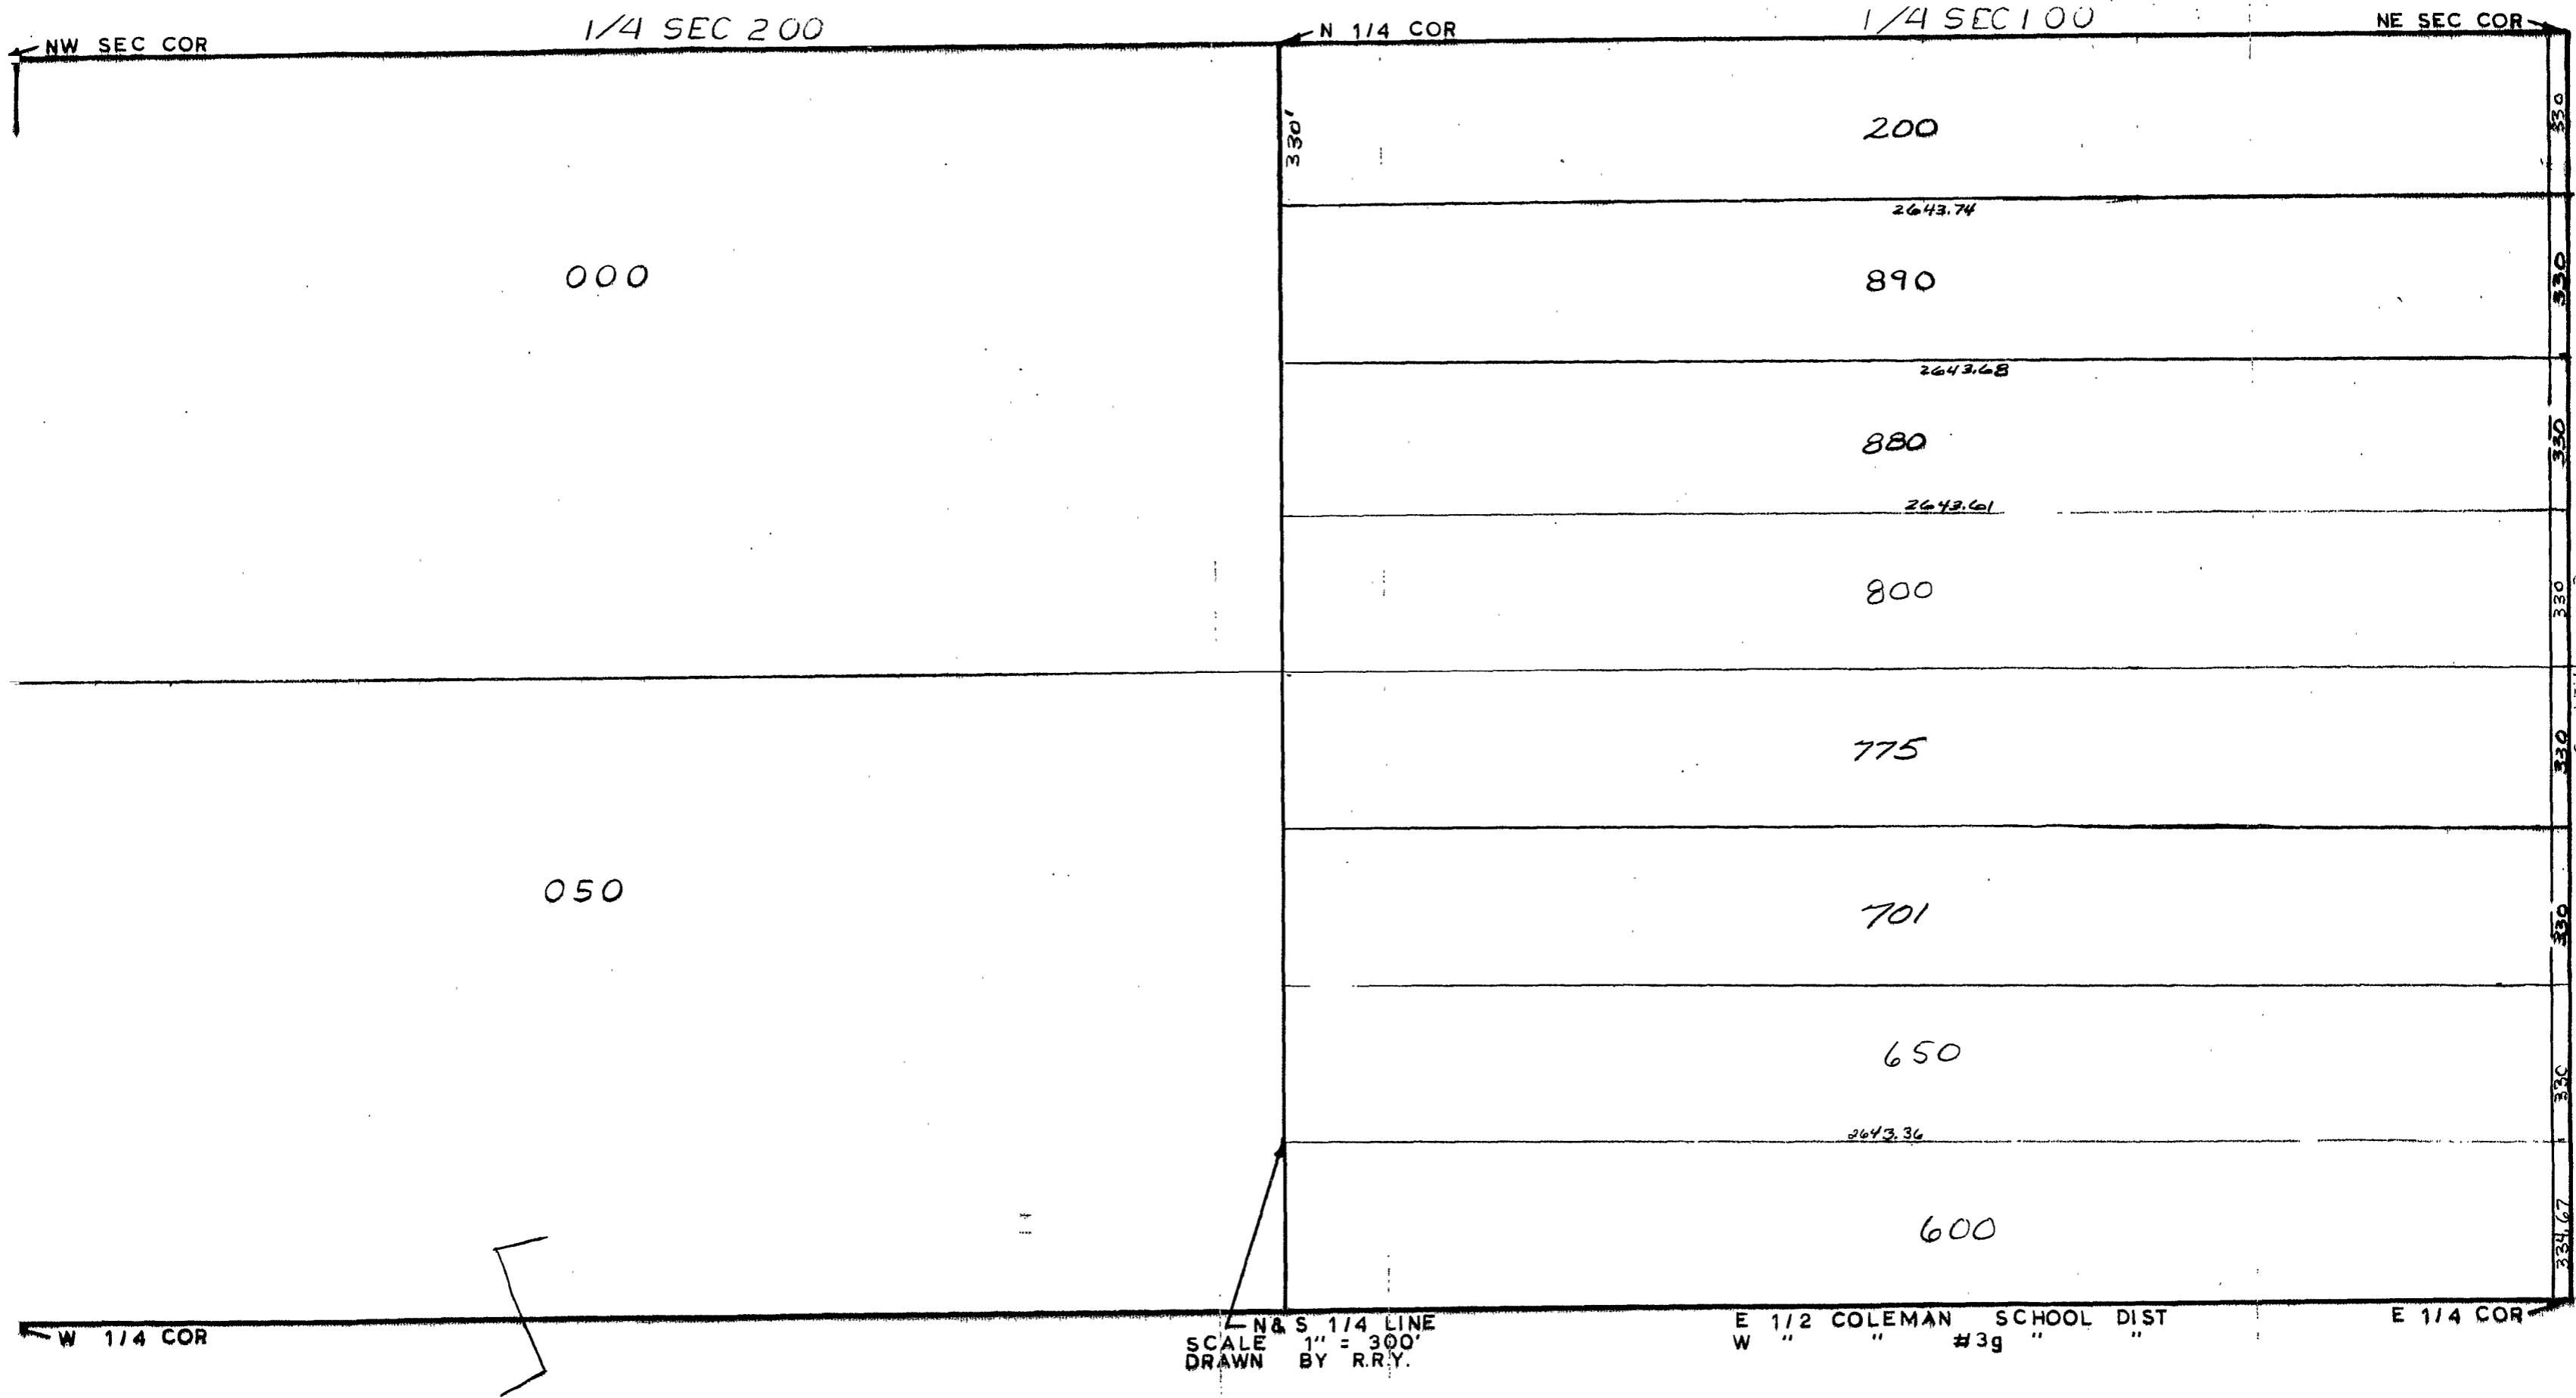 1/4 SEC 200
1/4 SEC 100
NW SEC COR
N 1/4 COR
NE SEC COR
330'
200
330
2643.74
000
890
330
2643.68
880
330
2643.61
800
330
775
330
050
701
330
650
330
2643.36
600
334.67
W 1/4 COR
N & S 1/4 LINE
SCALE 1" = 300'
DRAWN BY R.R.Y.
E 1/2 COLEMAN SCHOOL DIST
W " " #3g " "
E 1/4 COR